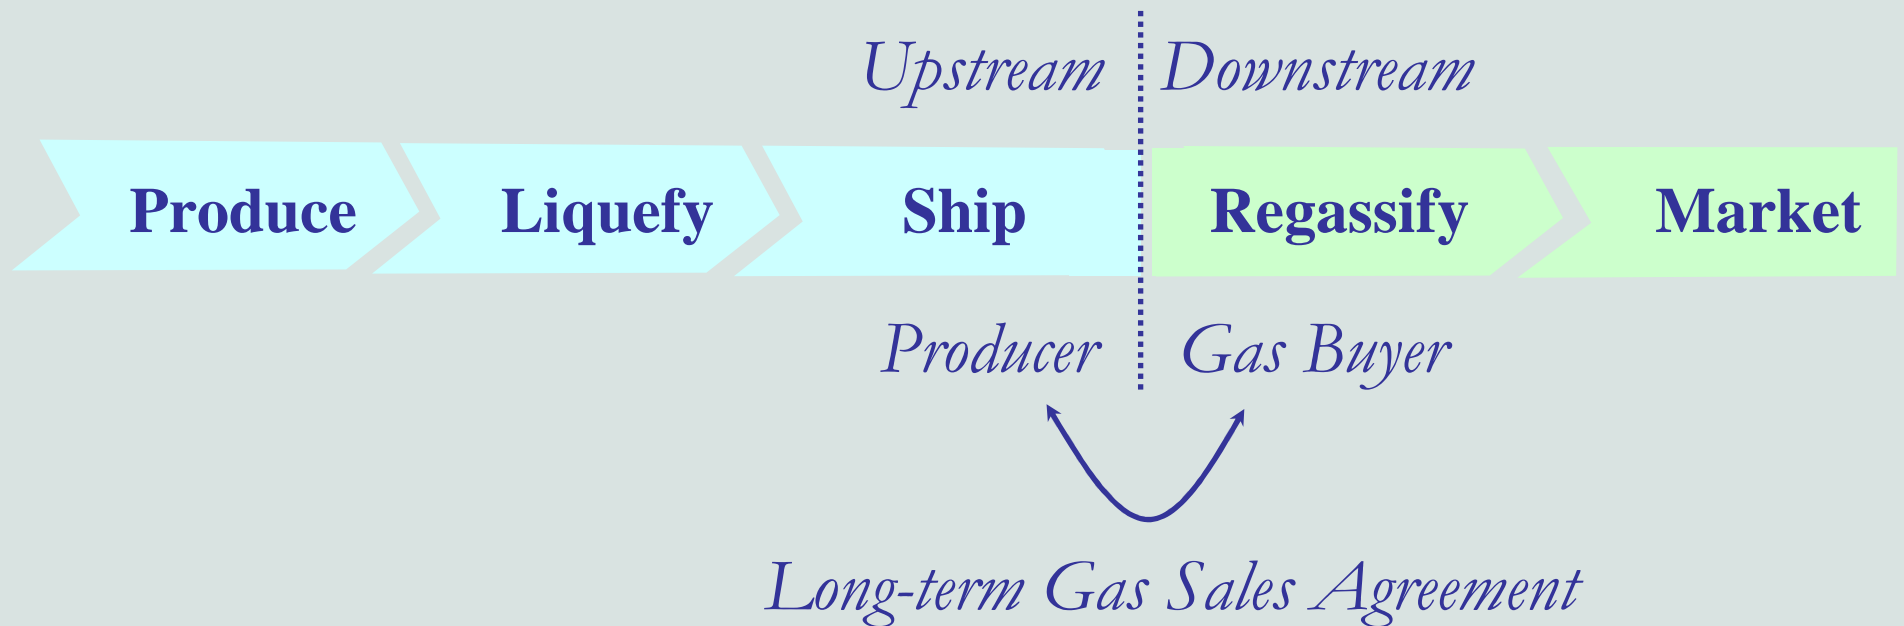 Upstream Downstream
Produce Liquefy Ship Regassify Market
Producer Gas Buyer
Long-term Gas Sales Agreement